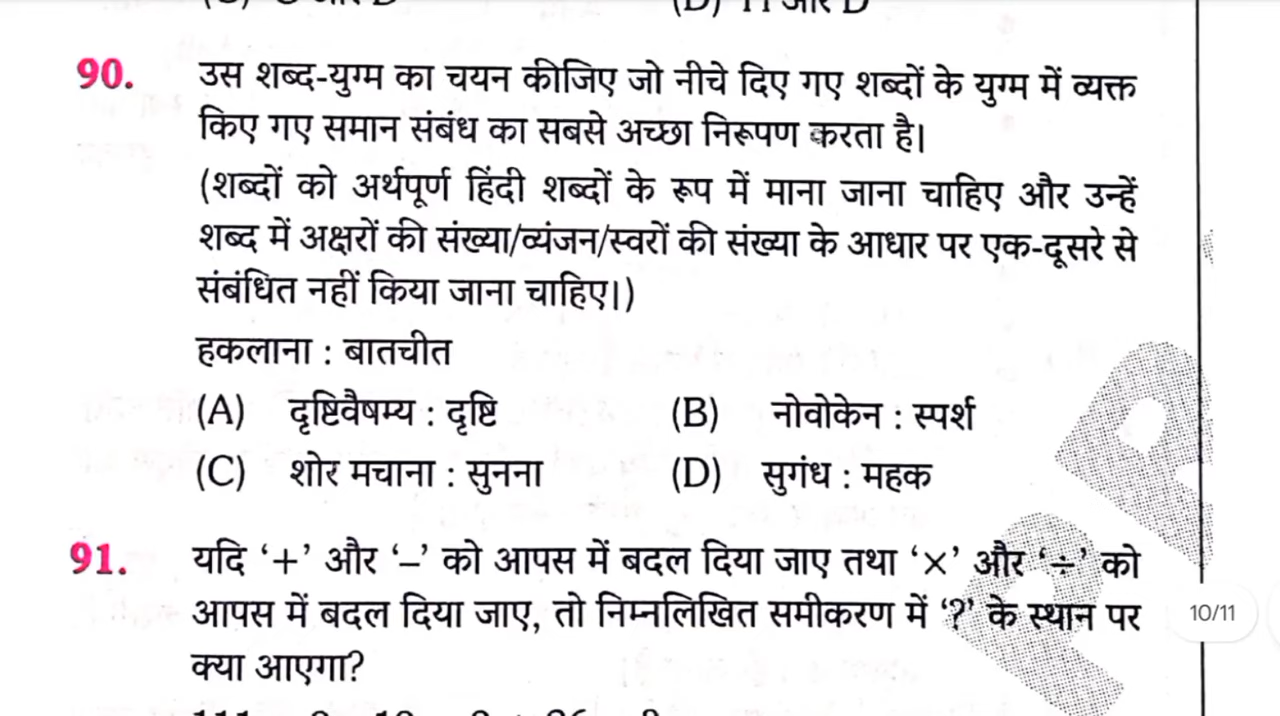 90. उस शब्द-युग्म का चयन कीजिए जो नीचे दिए गए शब्दों के युग्म में व्यक्त
किए गए समान संबंध का सबसे अच्छा निरूपण करता है।
(शब्दों को अर्थपूर्ण हिंदी शब्दों के रूप में माना जाना चाहिए और उन्हें
शब्द में अक्षरों की संख्या/व्यंजन/स्वरों की संख्या के आधार पर एक-दूसरे से
संबंधित नहीं किया जाना चाहिए।)
हकलाना : बातचीत
(A) दृष्टिवैषम्य : दृष्टि (B) नोवोकेन : स्पर्श
(C) शोर मचाना : सुनना (D) सुगंध : महक
91. यदि ‘+’ और ‘–’ को आपस में बदल दिया जाए तथा ‘×’ और ‘÷’ को
आपस में बदल दिया जाए, तो निम्नलिखित समीकरण में ‘?’ के स्थान पर
10/11
क्या आएगा?